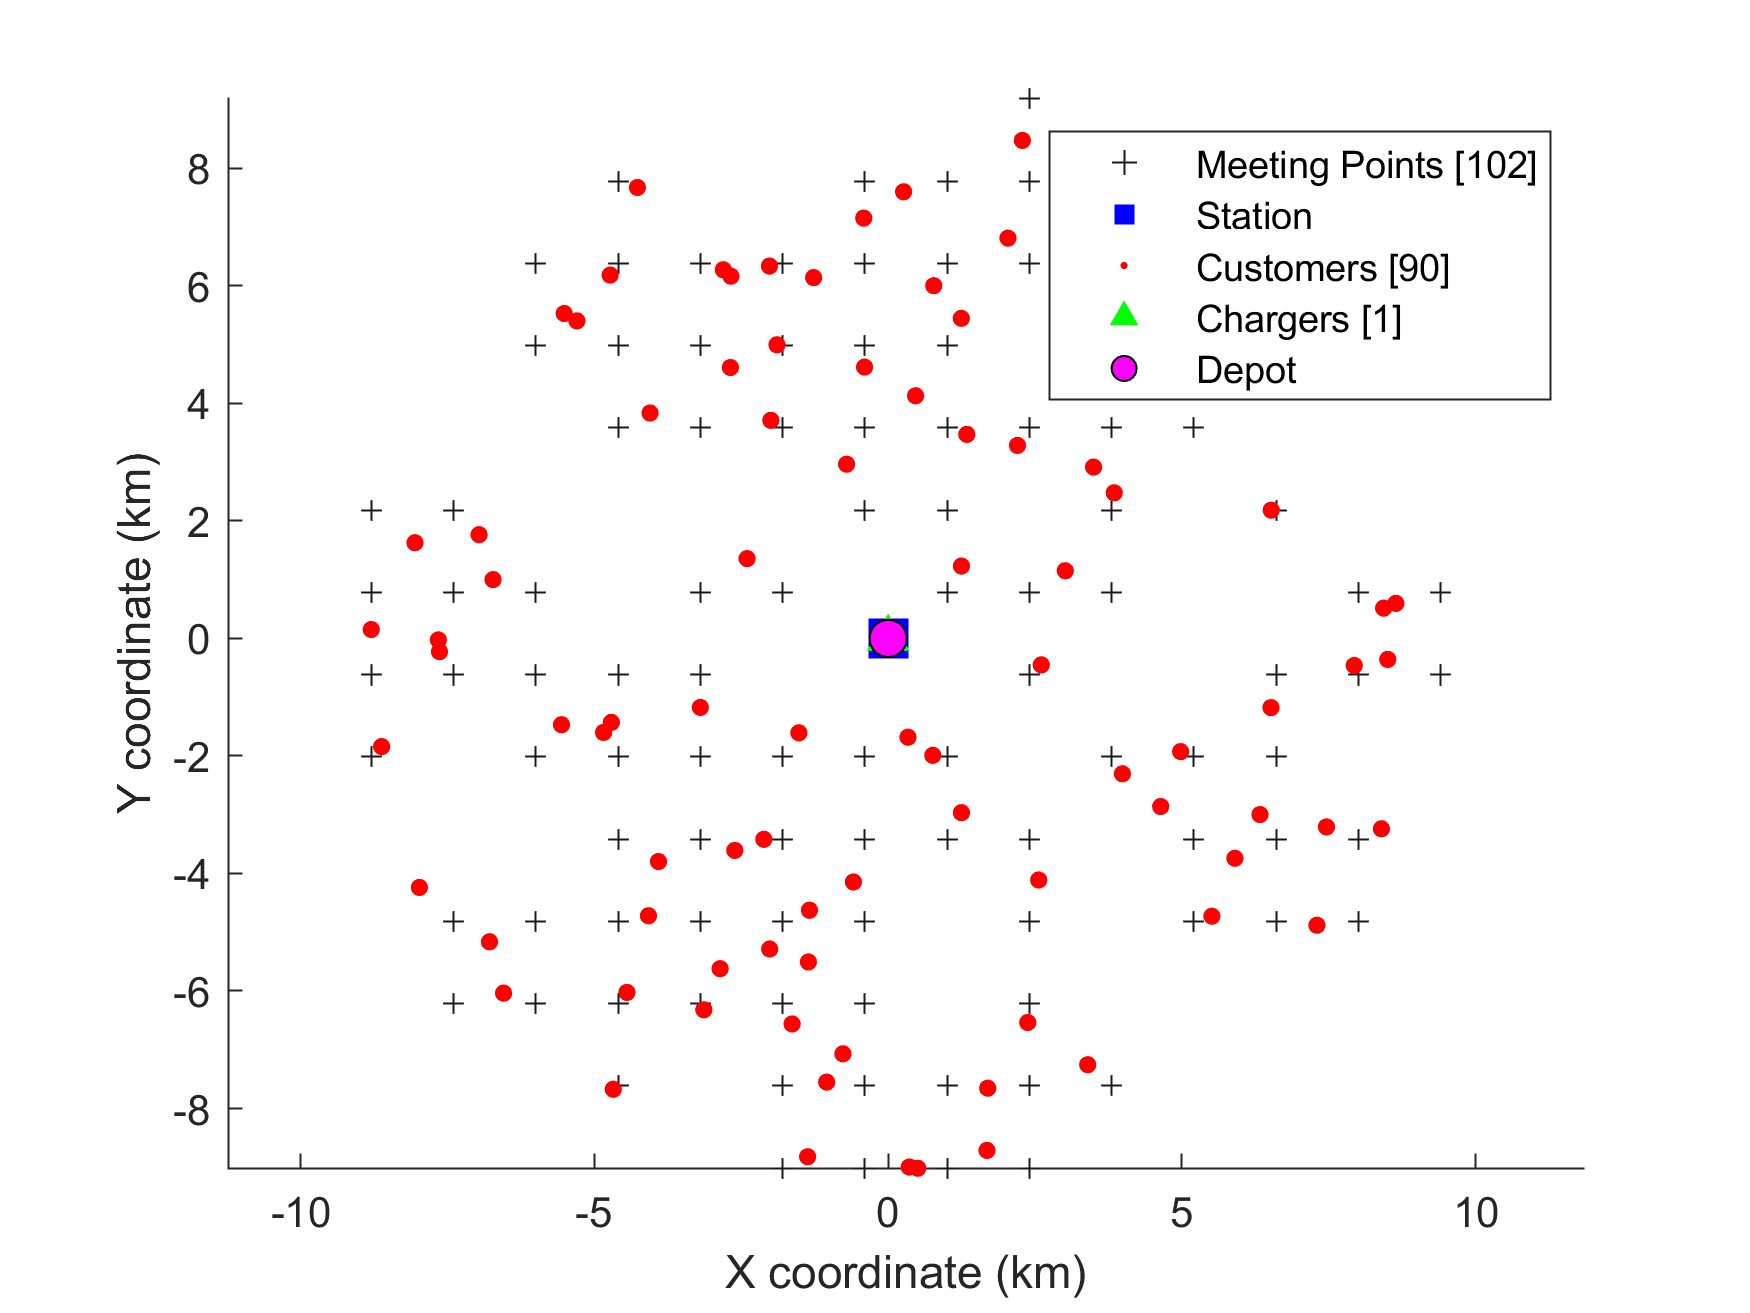 Meeting Points [102]
Station
Customers [90]
Chargers [1]
Depot
8
6
4
2
0
-2
-4
-6
-8
Y coordinate (km)
-10
-5
0
5
10
X coordinate (km)